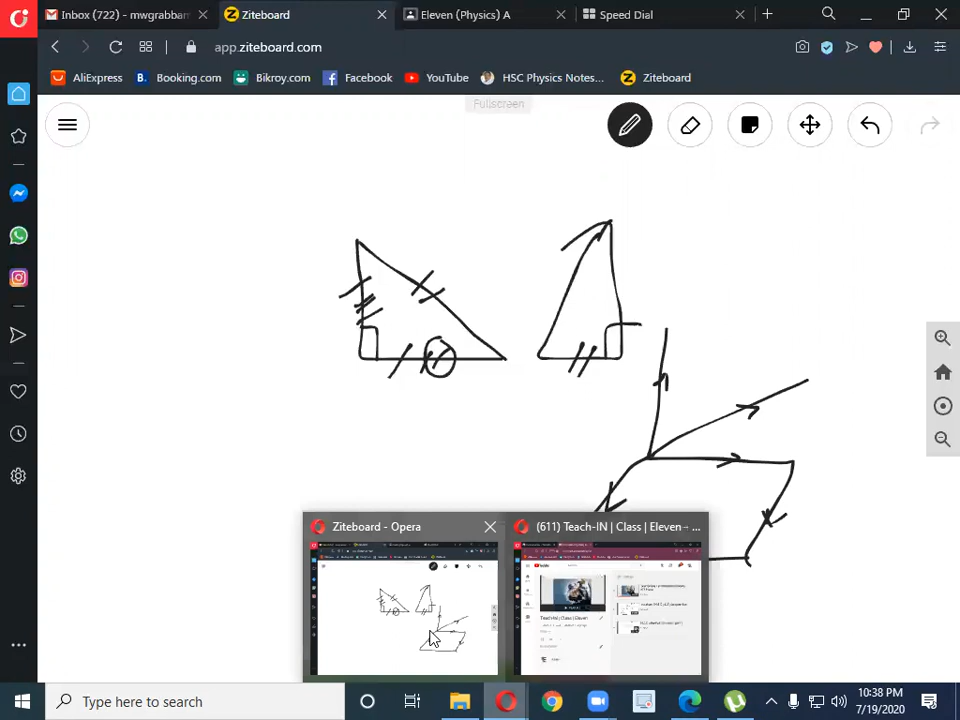 Inbox (722) - mwgrabbam
Ziteboard
Eleven (Physics) A
Speed Dial
app.ziteboard.com
AliExpress
B. Booking.com
Bikroy.com
Facebook
YouTube
HSC Physics Notes...
Ziteboard
Fullscreen
Ziteboard - Opera
(611) Teach-IN | Class | Eleven - ...
Type here to search
10:38 PM
7/19/2020